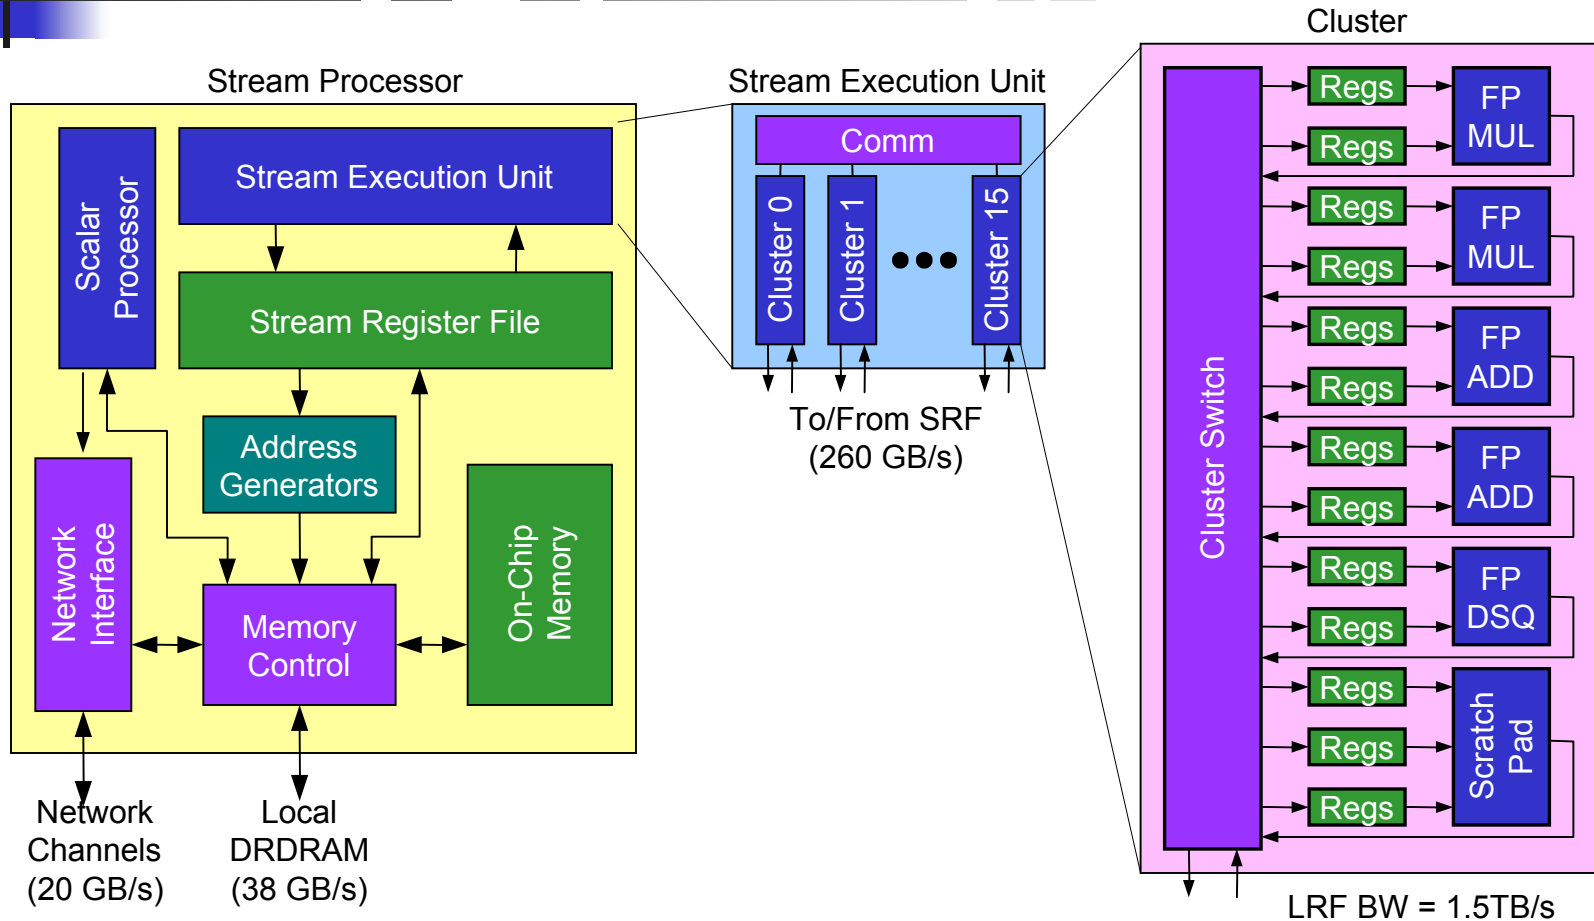 Stream Processor
Scalar
Processor
Stream Execution Unit
Stream Register File
Address
Generators
Network
Interface
Memory
Control
On-Chip
Memory
Network
Channels
(20 GB/s)
Local
DRDRAM
(38 GB/s)
Stream Execution Unit
Comm
Cluster 0
Cluster 1
Cluster 15
To/From SRF
(260 GB/s)
Cluster
Cluster Switch
Regs
Regs
FP
MUL
Regs
Regs
FP
MUL
Regs
Regs
FP
ADD
Regs
Regs
FP
ADD
Regs
Regs
FP
DSQ
Regs
Regs
Regs
Scratch
Pad
LRF BW = 1.5TB/s